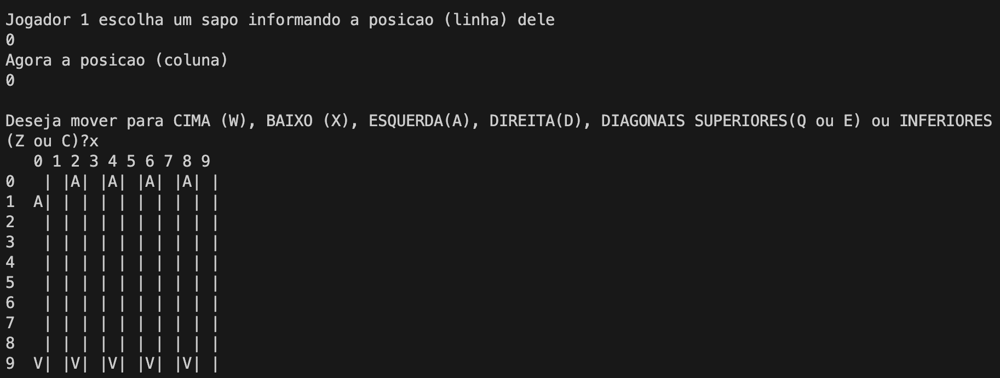 Jogador 1 escolha um sapo informando a posicao (linha) dele
0
Agora a posicao (coluna)
0
Deseja mover para CIMA (W), BAIXO (X), ESQUERDA(A), DIREITA(D), DIAGONAIS SUPERIORES(Q ou E) ou INFERIORES
(Z ou C)?x
   0 1 2 3 4 5 6 7 8 9
0   | |A| |A| |A| |A| |
1  A| | | | | | | | | |
2   | | | | | | | | | |
3   | | | | | | | | | |
4   | | | | | | | | | |
5   | | | | | | | | | |
6   | | | | | | | | | |
7   | | | | | | | | | |
8   | | | | | | | | | |
9  V| |V| |V| |V| |V| |